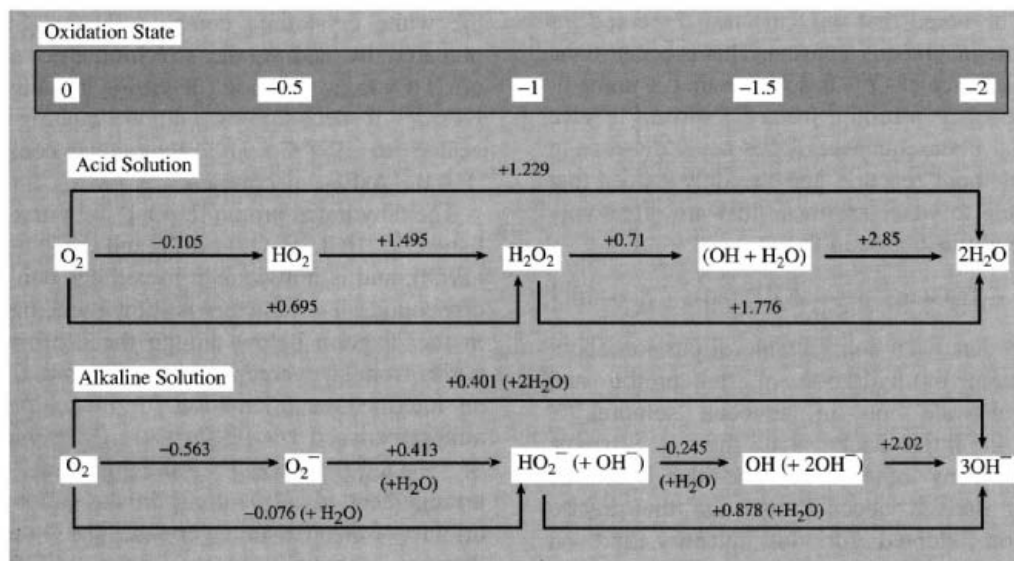 Oxidation State
0 −0.5 −1 −1.5 −2
Acid Solution
+1.229
−0.105 +1.495 +0.71 +2.85
O₂ HO₂ H₂O₂ (OH + H₂O) 2H₂O
+0.695 +1.776
Alkaline Solution
+0.401 (+2H₂O)
−0.563 +0.413 −0.245 +2.02
O₂ O₂⁻ HO₂⁻ (+ OH⁻) OH (+ 2OH⁻) 3OH⁻
(+H₂O) (+H₂O)
−0.076 (+ H₂O) +0.878 (+H₂O)